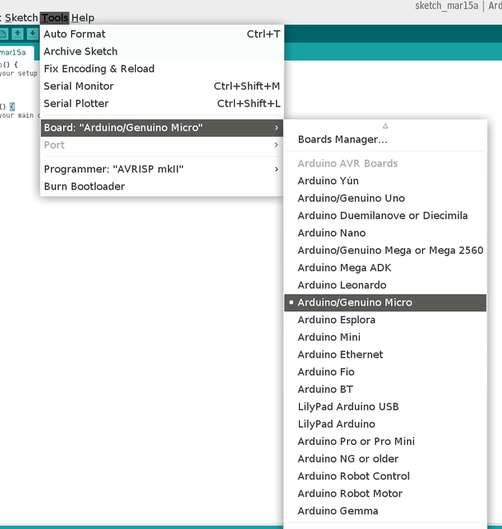 sketch_mar15a | Ard
: Sketch Tools Help
mar15a
() {
your setup
() {
your main c
Auto Format Ctrl+T
Archive Sketch
Fix Encoding & Reload
Serial Monitor Ctrl+Shift+M
Serial Plotter Ctrl+Shift+L
Board: "Arduino/Genuino Micro"
Port
Programmer: "AVRISP mkII"
Burn Bootloader
Boards Manager...
Arduino AVR Boards
Arduino Yún
Arduino/Genuino Uno
Arduino Duemilanove or Diecimila
Arduino Nano
Arduino/Genuino Mega or Mega 2560
Arduino Mega ADK
Arduino Leonardo
Arduino/Genuino Micro
Arduino Esplora
Arduino Mini
Arduino Ethernet
Arduino Fio
Arduino BT
LilyPad Arduino USB
LilyPad Arduino
Arduino Pro or Pro Mini
Arduino NG or older
Arduino Robot Control
Arduino Robot Motor
Arduino Gemma